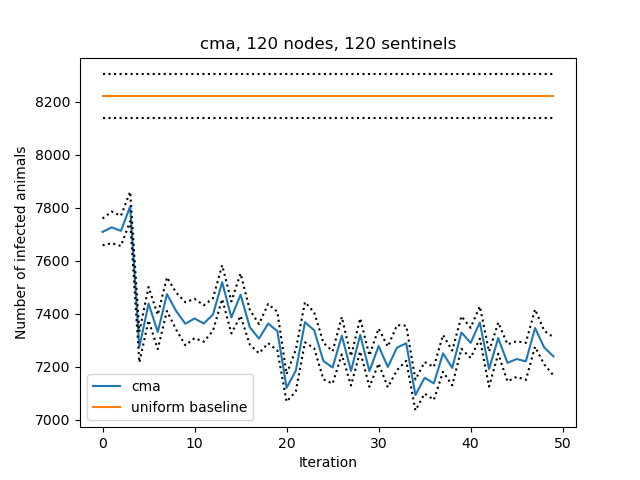 cma, 120 nodes, 120 sentinels
Number of infected animals
8200
8000
7800
7600
7400
7200
7000
cma
uniform baseline
0 10 20 30 40 50
Iteration